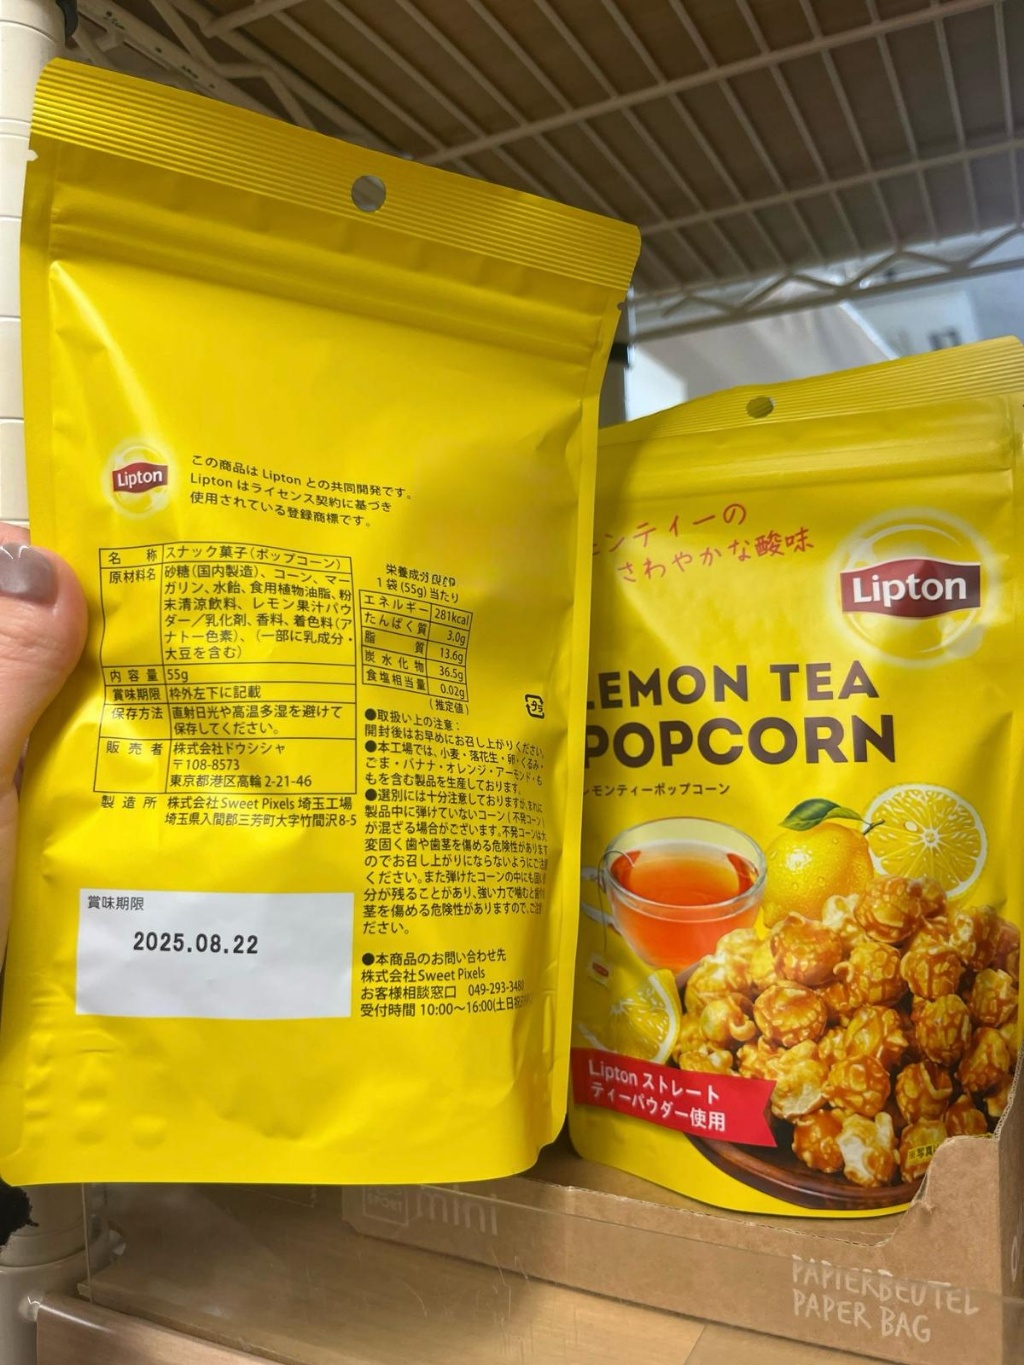 Lipton
この商品は Lipton との共同開発です。
Lipton はライセンス契約に基づき
使用されている登録商標です。
名 称 スナック菓子(ポップコーン)
原材料名 砂糖(国内製造)、コーン、マー
ガリン、水飴、食用植物油脂、粉
末清涼飲料、レモン果汁パウ
ダー/乳化剤、香料、着色料(ア
ナトー色素)、(一部に乳成分・
大豆を含む)
内容量 55g
賞味期限 枠外左下に記載
保存方法 直射日光や高温多湿を避けて
保存してください。
販売者 株式会社ドウシシャ
〒108-8573
東京都港区高輪 2-21-46
製造所 株式会社 Sweet Pixels 埼玉工場
埼玉県入間郡三芳町大字竹間沢8-5
賞味期限
2025.08.22
栄養成分
1袋(55g)当たり
エネルギー 281kcal
たんぱく質 3.0g
脂質 13.6g
炭水化物 36.5g
食塩相当量 0.02g
(推定値)
プラ
●取扱い上の注意:
開封後はお早めにお召し上がりください。
●本工場では、小麦・落花生・卵・くるみ・
ごま・バナナ・オレンジ・アーモンド・も
もを含む製品を生産しております。
●選別には十分注意しておりますが、まれに
製品中に弾けていないコーン(不発コーン)
が混ざる場合がございます。不発コーンは大
変固く歯や歯茎を傷める危険性があります
のでお召し上がりにならないようにご注
ください。また弾けたコーンの中にも固い
分が残ることがあり、強い力で噛むと歯や
茎を傷める危険性がありますので、ご注
ださい。
●本商品のお問い合わせ先
株式会社 Sweet Pixels
お客様相談窓口 049-293-3480
受付時間 10:00〜16:00(土日祝
ンティーの
さわやかな酸味
Lipton
LEMON TEA
POPCORN
モンティーポップコーン
Lipton ストレート
ティーパウダー使用
mini
PAPIERBEUTEL
PAPER BAG